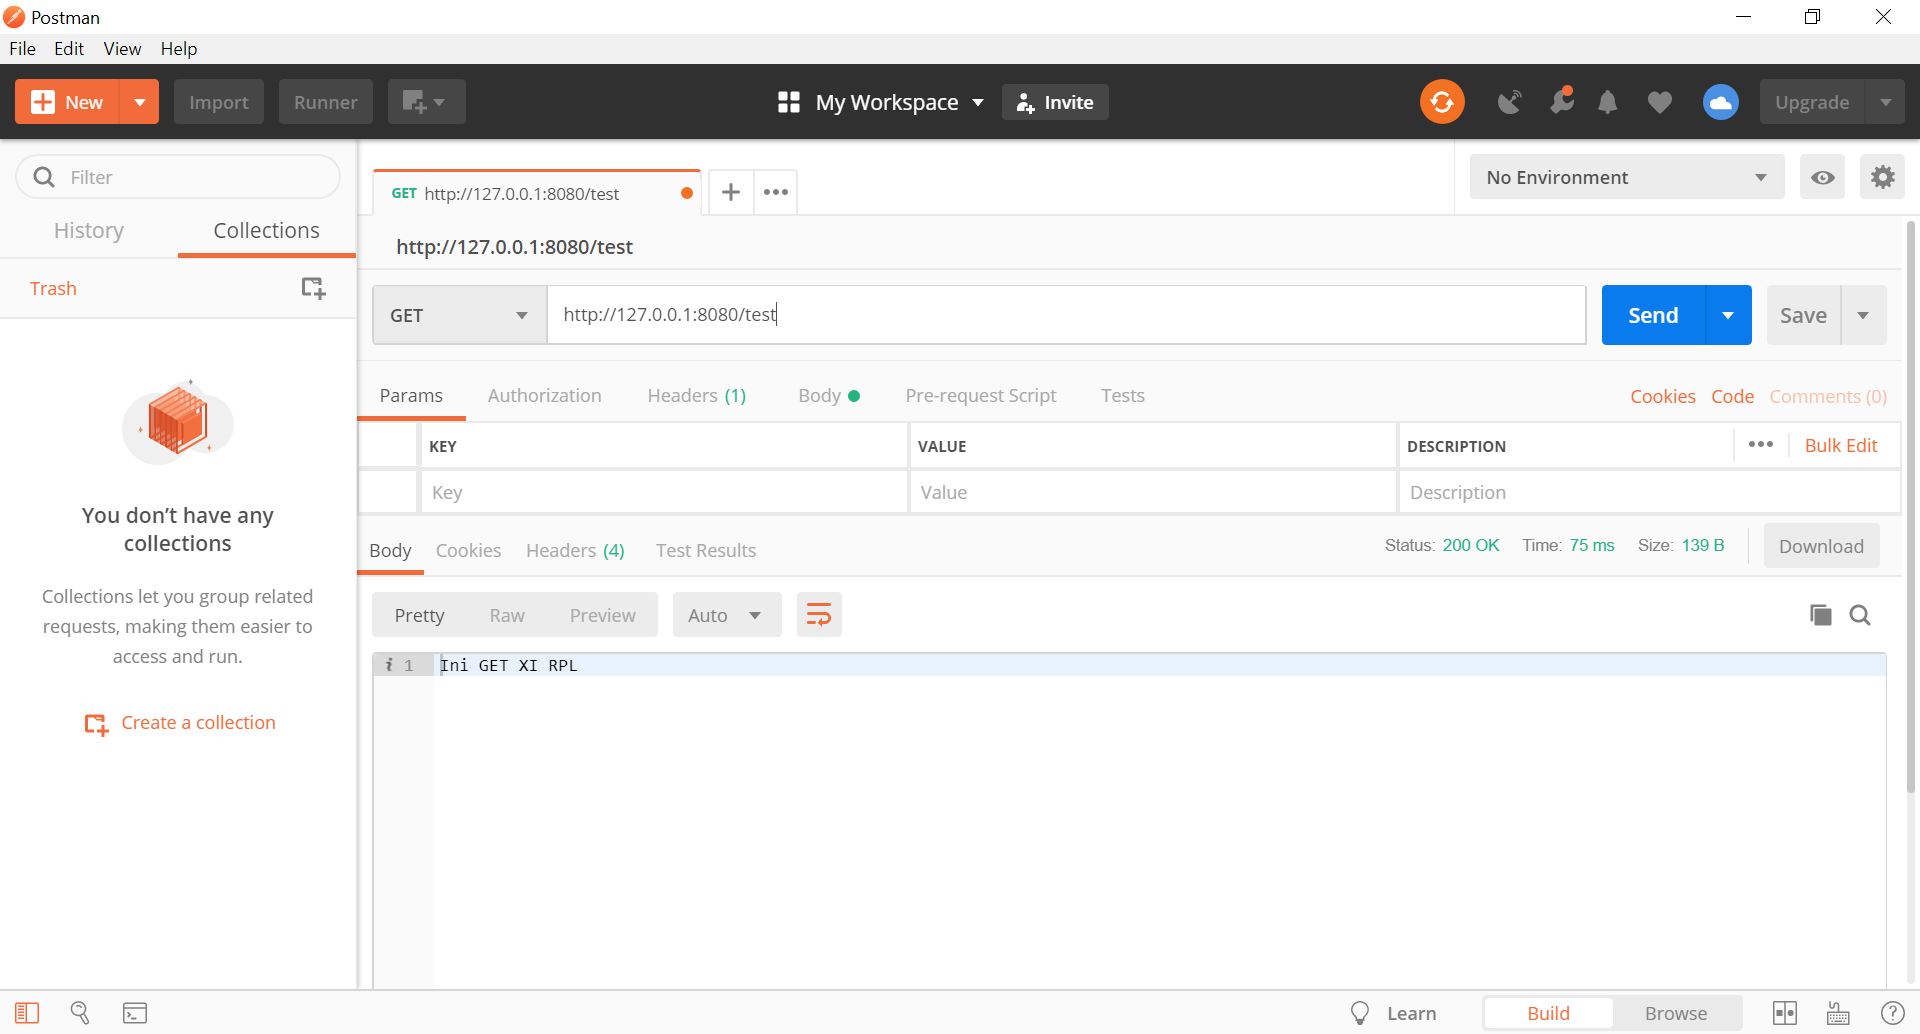 Postman
File Edit View Help
New Import Runner My Workspace Invite Upgrade
Filter
History Collections
Trash
You don't have any
collections
Collections let you group related
requests, making them easier to
access and run.
Create a collection
GET http://127.0.0.1:8080/test
No Environment
http://127.0.0.1:8080/test
GET http://127.0.0.1:8080/test Send Save
Params Authorization Headers (1) Body Pre-request Script Tests Cookies Code Comments (0)
KEY VALUE DESCRIPTION Bulk Edit
Key Value Description
Body Cookies Headers (4) Test Results Status: 200 OK Time: 75 ms Size: 139 B Download
Pretty Raw Preview Auto
i 1 Ini GET XI RPL
Learn Build Browse